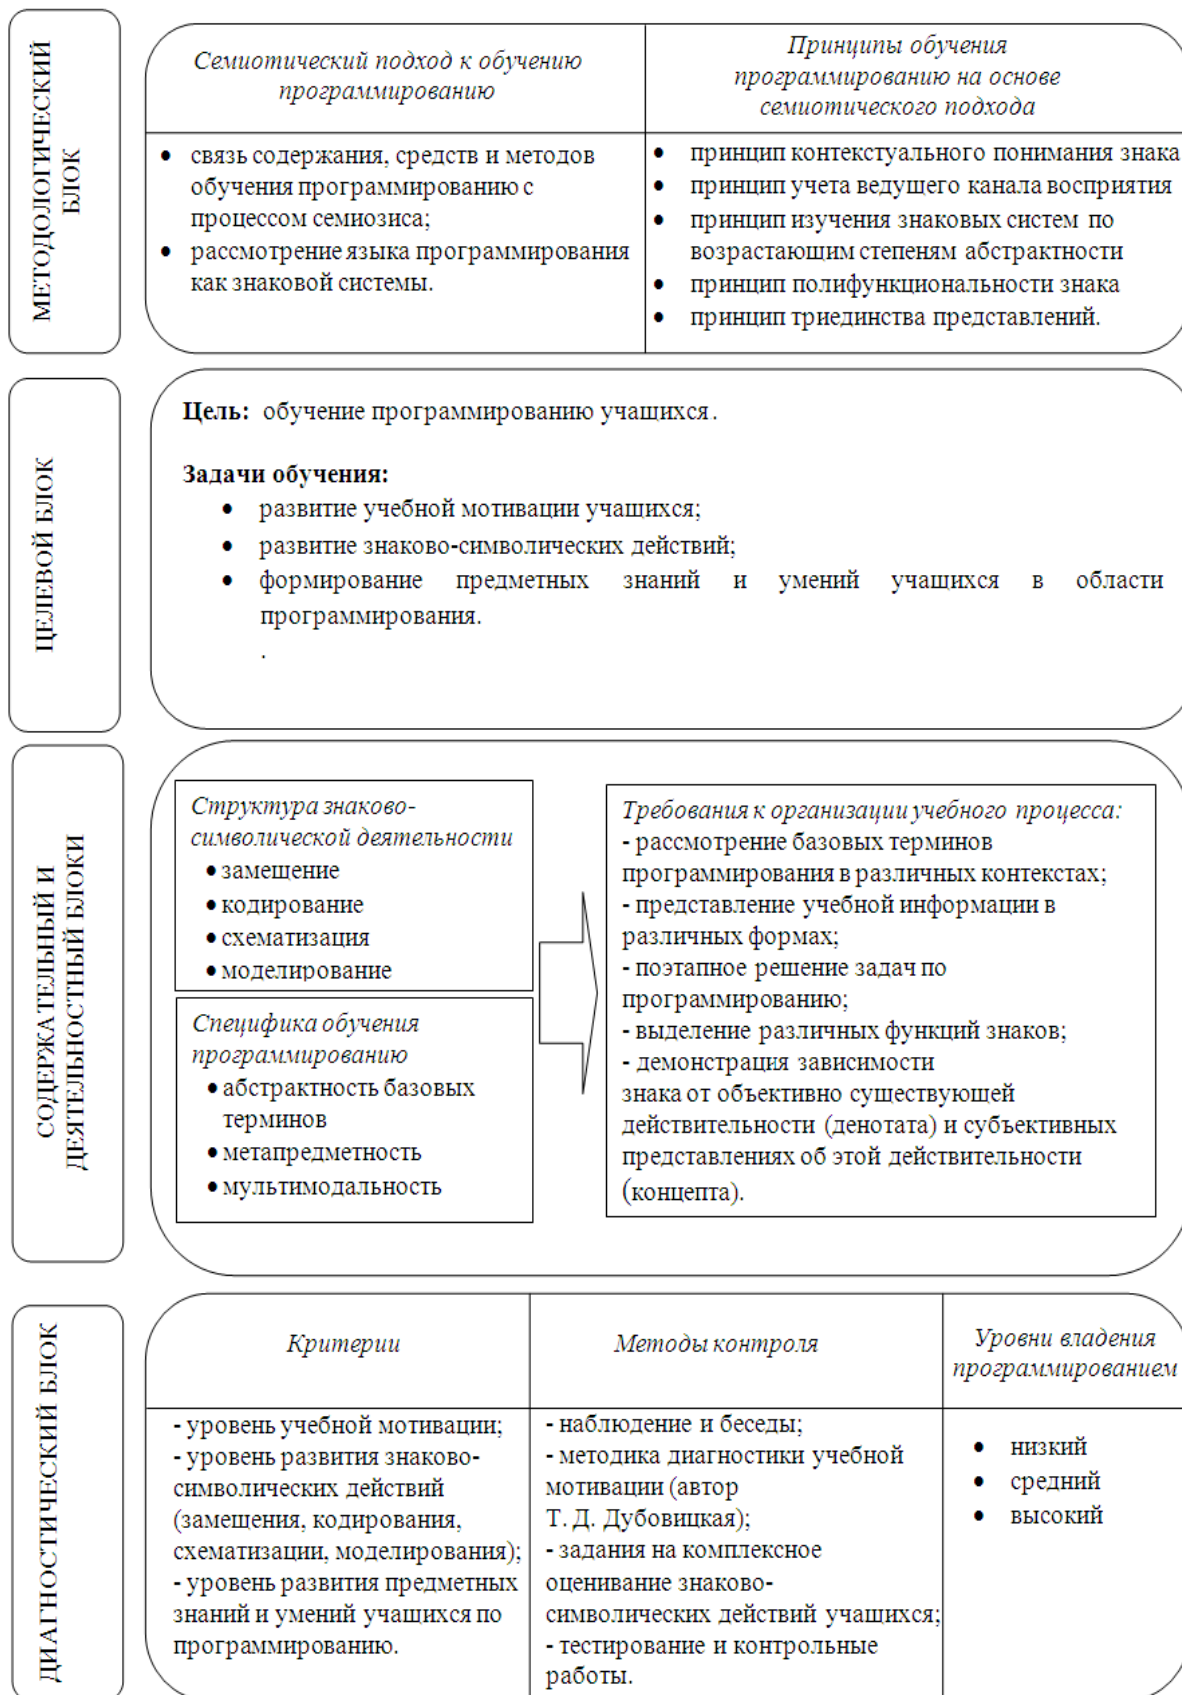 МЕТОДОЛОГИЧЕСКИЙ
БЛОК
Семиотический подход к обучению
программированию
Принципы обучения
программированию на основе
семиотического подхода
• связь содержания, средств и методов
обучения программированию с
процессом семиозиса;
• рассмотрение языка программирования
как знаковой системы.
• принцип контекстуального понимания знака
• принцип учета ведущего канала восприятия
• принцип изучения знаковых систем по
возрастающим степеням абстрактности
• принцип полифункциональности знака
• принцип триединства представлений.
ЦЕЛЕВОЙ БЛОК
Цель: обучение программированию учащихся.
Задачи обучения:
• развитие учебной мотивации учащихся;
• развитие знаково-символических действий;
• формирование предметных знаний и умений учащихся в области
программирования.
.
СОДЕРЖАТЕЛЬНЫЙ И
ДЕЯТЕЛЬНОСТНЫЙ БЛОКИ
Структура знаково-
символической деятельности
• замещение
• кодирование
• схематизация
• моделирование
Специфика обучения
программированию
• абстрактность базовых
терминов
• метапредметность
• мультимодальность
Требования к организации учебного процесса:
- рассмотрение базовых терминов
программирования в различных контекстах;
- представление учебной информации в
различных формах;
- поэтапное решение задач по
программированию;
- выделение различных функций знаков;
- демонстрация зависимости
знака от объективно существующей
действительности (денотата) и субъективных
представлениях об этой действительности
(концепта).
ДИАГНОСТИЧЕСКИЙ БЛОК
Критерии
Методы контроля
Уровни владения
программированием
- уровень учебной мотивации;
- уровень развития знаково-
символических действий
(замещения, кодирования,
схематизации, моделирования);
- уровень развития предметных
знаний и умений учащихся по
программированию.
- наблюдение и беседы;
- методика диагностики учебной
мотивации (автор
Т. Д. Дубовицкая);
- задания на комплексное
оценивание знаково-
символических действий учащихся;
- тестирование и контрольные
работы.
• низкий
• средний
• высокий